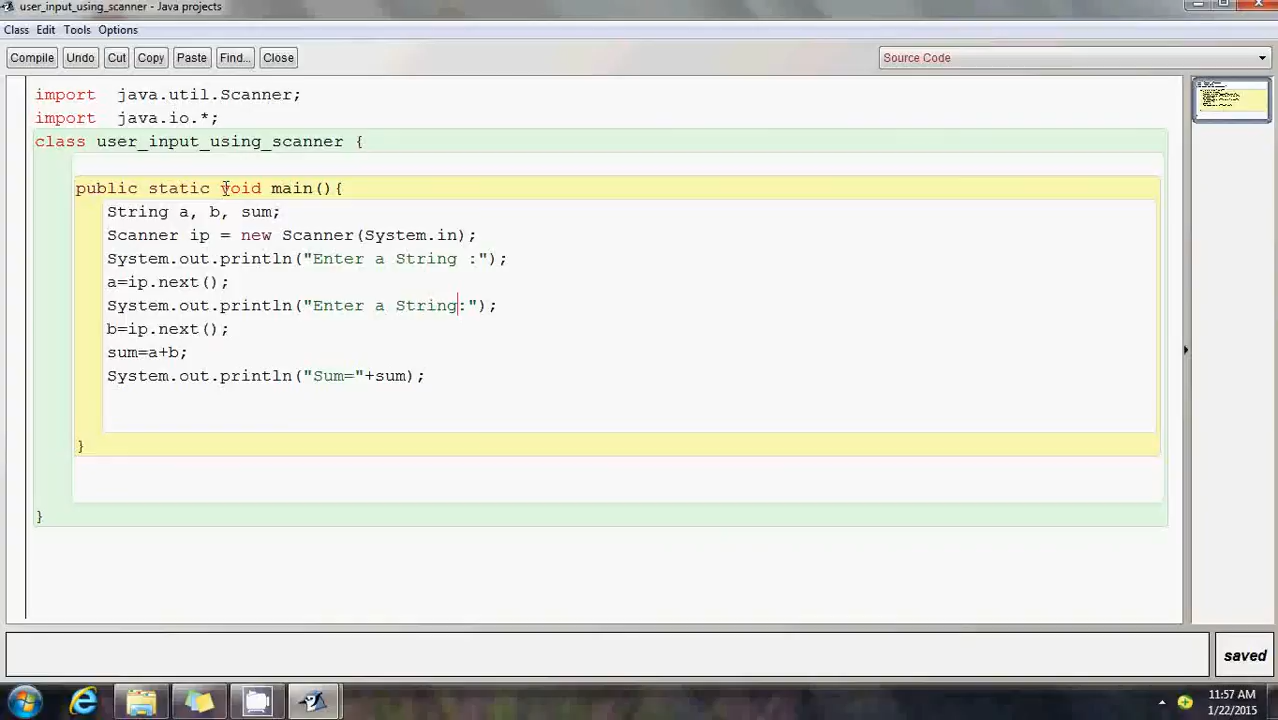 user_input_using_scanner - Java projects
Class Edit Tools Options
Compile Undo Cut Copy Paste Find... Close Source Code
import java.util.Scanner;
import java.io.*;
class user_input_using_scanner {
public static void main(){
String a, b, sum;
Scanner ip = new Scanner(System.in);
System.out.println("Enter a String :");
a=ip.next();
System.out.println("Enter a String:");
b=ip.next();
sum=a+b;
System.out.println("Sum="+sum);
}
}
saved
11:57 AM
1/22/2015